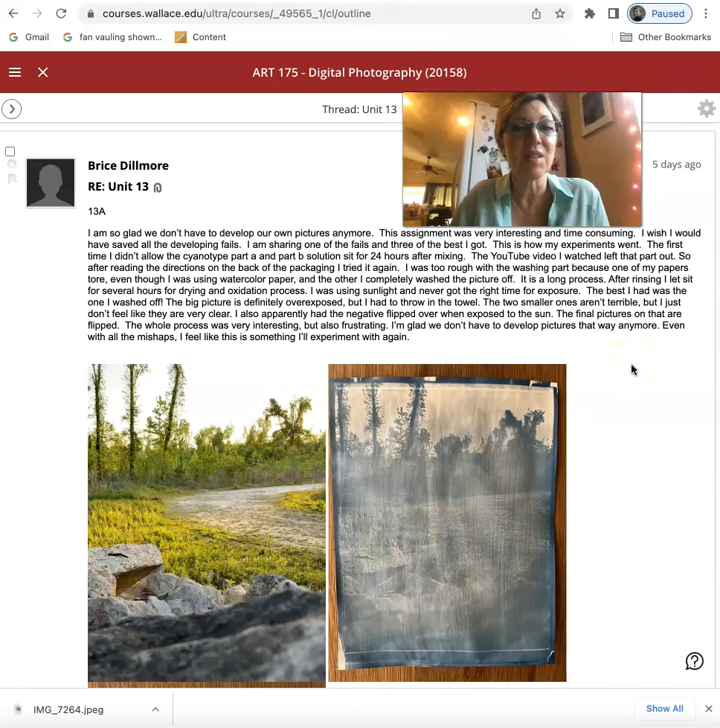 courses.wallace.edu/ultra/courses/_49565_1/cl/outline
Paused
Gmail
fan vauling shown...
Content
Other Bookmarks
ART 175 - Digital Photography (20158)
Thread: Unit 13
Brice Dillmore
5 days ago
RE: Unit 13
13A
I am so glad we don't have to develop our own pictures anymore. This assignment was very interesting and time consuming. I wish I would
have saved all the developing fails. I am sharing one of the fails and three of the best I got. This is how my experiments went. The first
time I didn't allow the cyanotype part a and part b solution sit for 24 hours after mixing. The YouTube video I watched left that part out. So
after reading the directions on the back of the packaging I tried it again. I was too rough with the washing part because one of my papers
tore, even though I was using watercolor paper, and the other I completely washed the picture off. It is a long process. After rinsing I let sit
for several hours for drying and oxidation process. I was using sunlight and never got the right time for exposure. The best I had was the
one I washed off! The big picture is definitely overexposed, but I had to throw in the towel. The two smaller ones aren't terrible, but I just
don't feel like they are very clear. I also apparently had the negative flipped over when exposed to the sun. The final pictures on that are
flipped. The whole process was very interesting, but also frustrating. I'm glad we don't have to develop pictures that way anymore. Even
with all the mishaps, I feel like this is something I'll experiment with again.
IMG_7264.jpeg
Show All